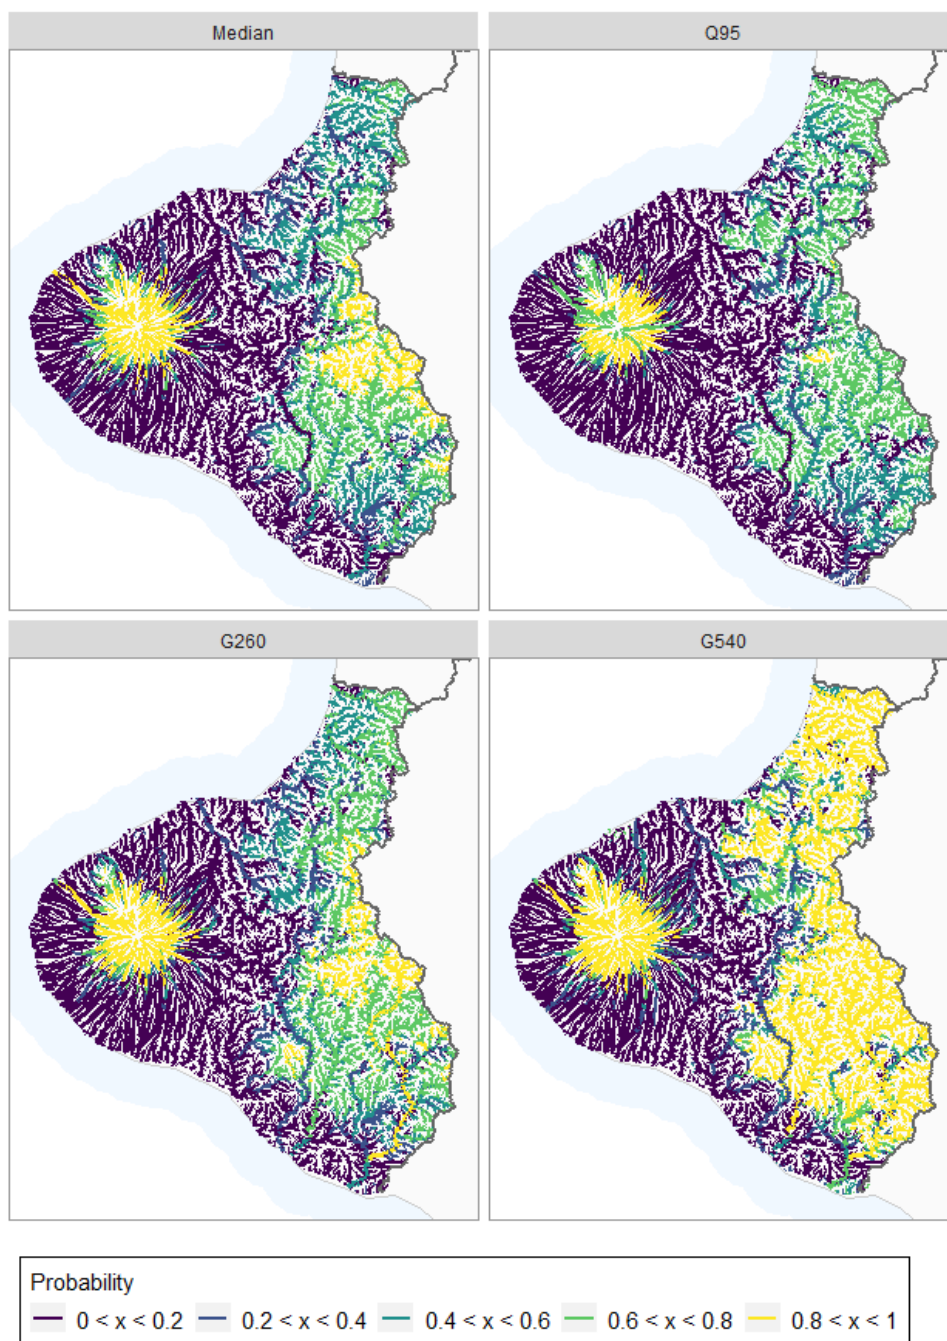 Median
Q95
G260
G540
Probability
0 < x < 0.2 0.2 < x < 0.4 0.4 < x < 0.6 0.6 < x < 0.8 0.8 < x < 1